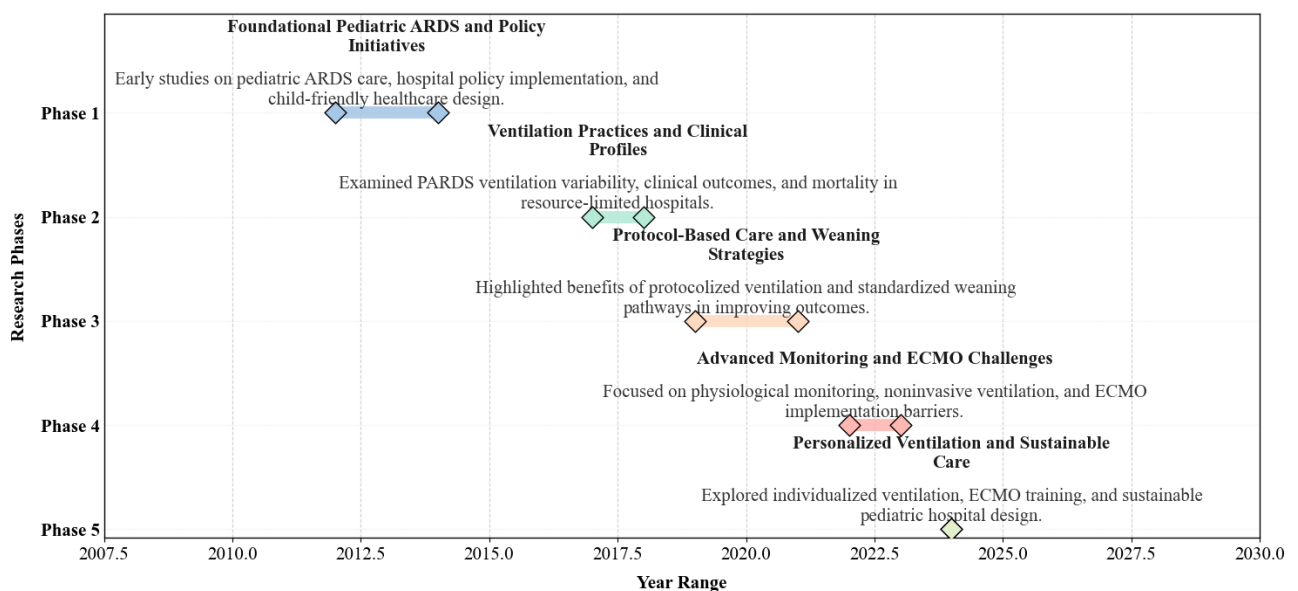 Foundational Pediatric ARDS and Policy
Initiatives
Early studies on pediatric ARDS care, hospital policy implementation, and
child-friendly healthcare design.
Phase 1
Ventilation Practices and Clinical
Profiles
Examined PARDS ventilation variability, clinical outcomes, and mortality in
resource-limited hospitals.
Phase 2
Protocol-Based Care and Weaning
Strategies
Highlighted benefits of protocolized ventilation and standardized weaning
pathways in improving outcomes.
Phase 3
Advanced Monitoring and ECMO Challenges
Focused on physiological monitoring, noninvasive ventilation, and ECMO
implementation barriers.
Phase 4
Personalized Ventilation and Sustainable
Care
Explored individualized ventilation, ECMO training, and sustainable
pediatric hospital design.
Phase 5
Research Phases
2007.5 2010.0 2012.5 2015.0 2017.5 2020.0 2022.5 2025.0 2027.5 2030.0
Year Range